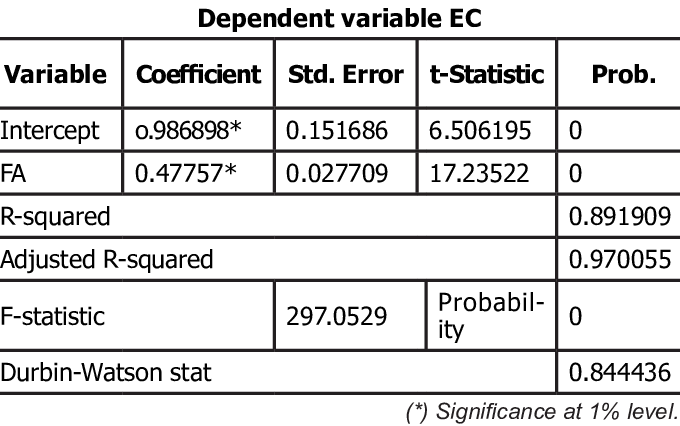 Dependent variable EC
Variable Coefficient Std. Error t-Statistic Prob.
Intercept o.986898* 0.151686 6.506195 0
FA 0.47757* 0.027709 17.23522 0
R-squared 0.891909
Adjusted R-squared 0.970055
F-statistic 297.0529 Probabil-
ity 0
Durbin-Watson stat 0.844436
(*) Significance at 1% level.